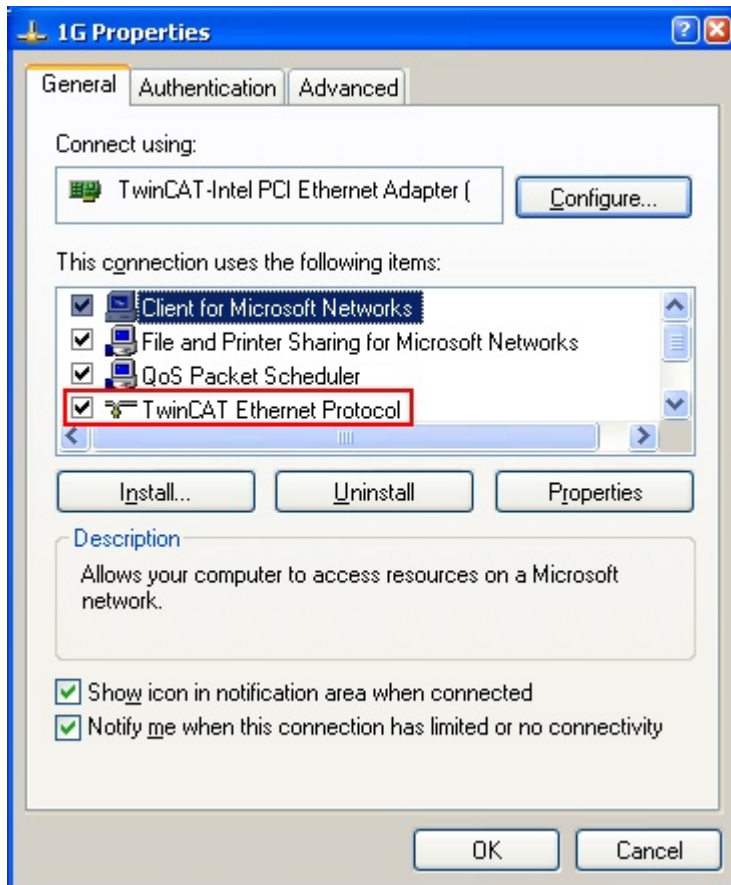 1G Properties
General Authentication Advanced
Connect using:
TwinCAT-Intel PCI Ethernet Adapter (
Configure...
This connection uses the following items:
Client for Microsoft Networks
File and Printer Sharing for Microsoft Networks
QoS Packet Scheduler
TwinCAT Ethernet Protocol
Install... Uninstall Properties
Description
Allows your computer to access resources on a Microsoft
network.
Show icon in notification area when connected
Notify me when this connection has limited or no connectivity
OK Cancel